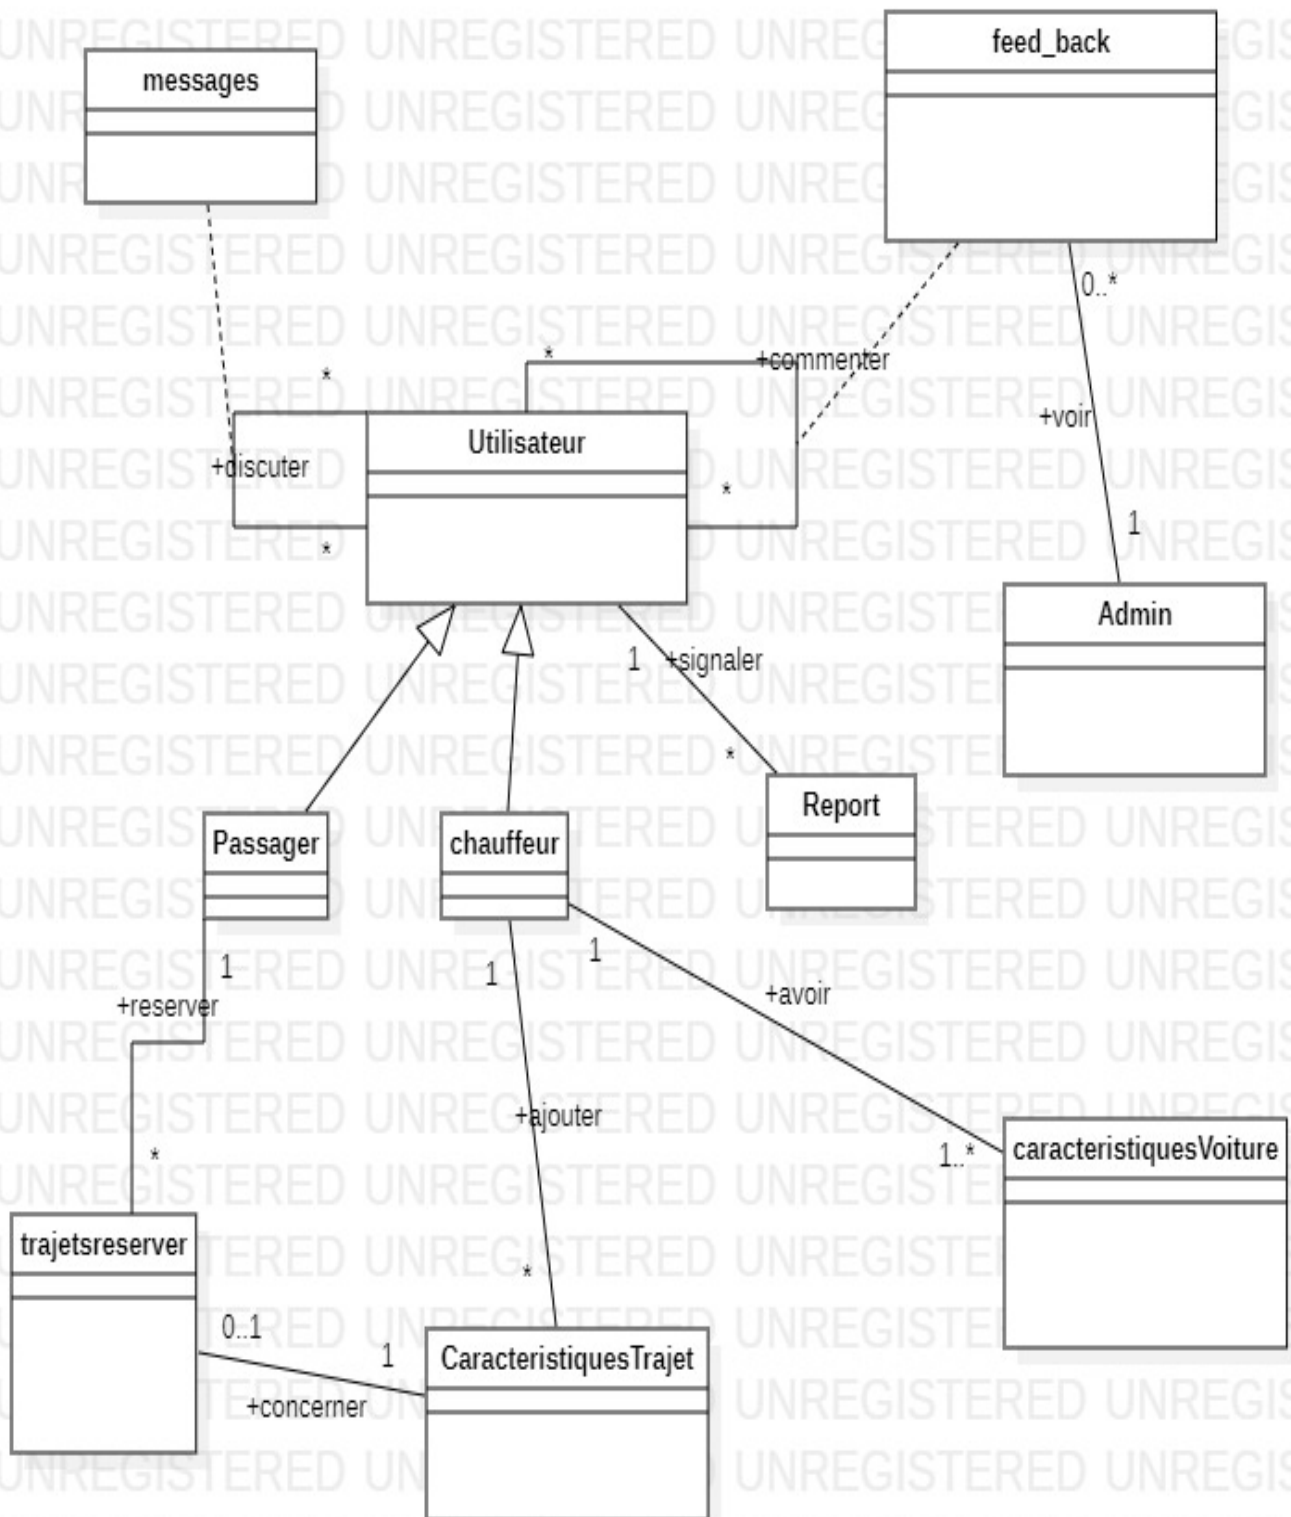 feed_back
messages
0..*
*
*
+commenter
+voir
Utilisateur
+discuter
*
1
*
Admin
1
+signaler
*
Report
Passager
chauffeur
1
1
1
+avoir
+reserver
+ajouter
*
1..*
caracteristiquesVoiture
trajetsreserver
*
0..1
1
CaracteristiquesTrajet
+concerner
UNREGISTERED